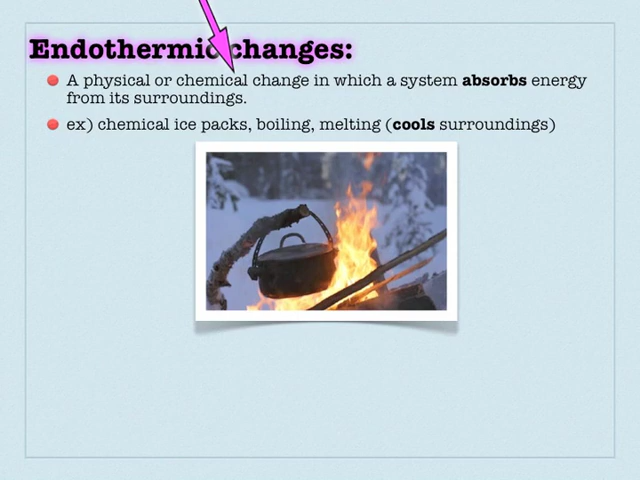 Endothermic changes:
A physical or chemical change in which a system absorbs energy
from its surroundings.
ex) chemical ice packs, boiling, melting (cools surroundings)